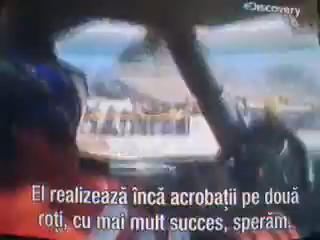 Discovery
El realizează încă acrobații pe două
roți, cu mai mult succes, sperăm.